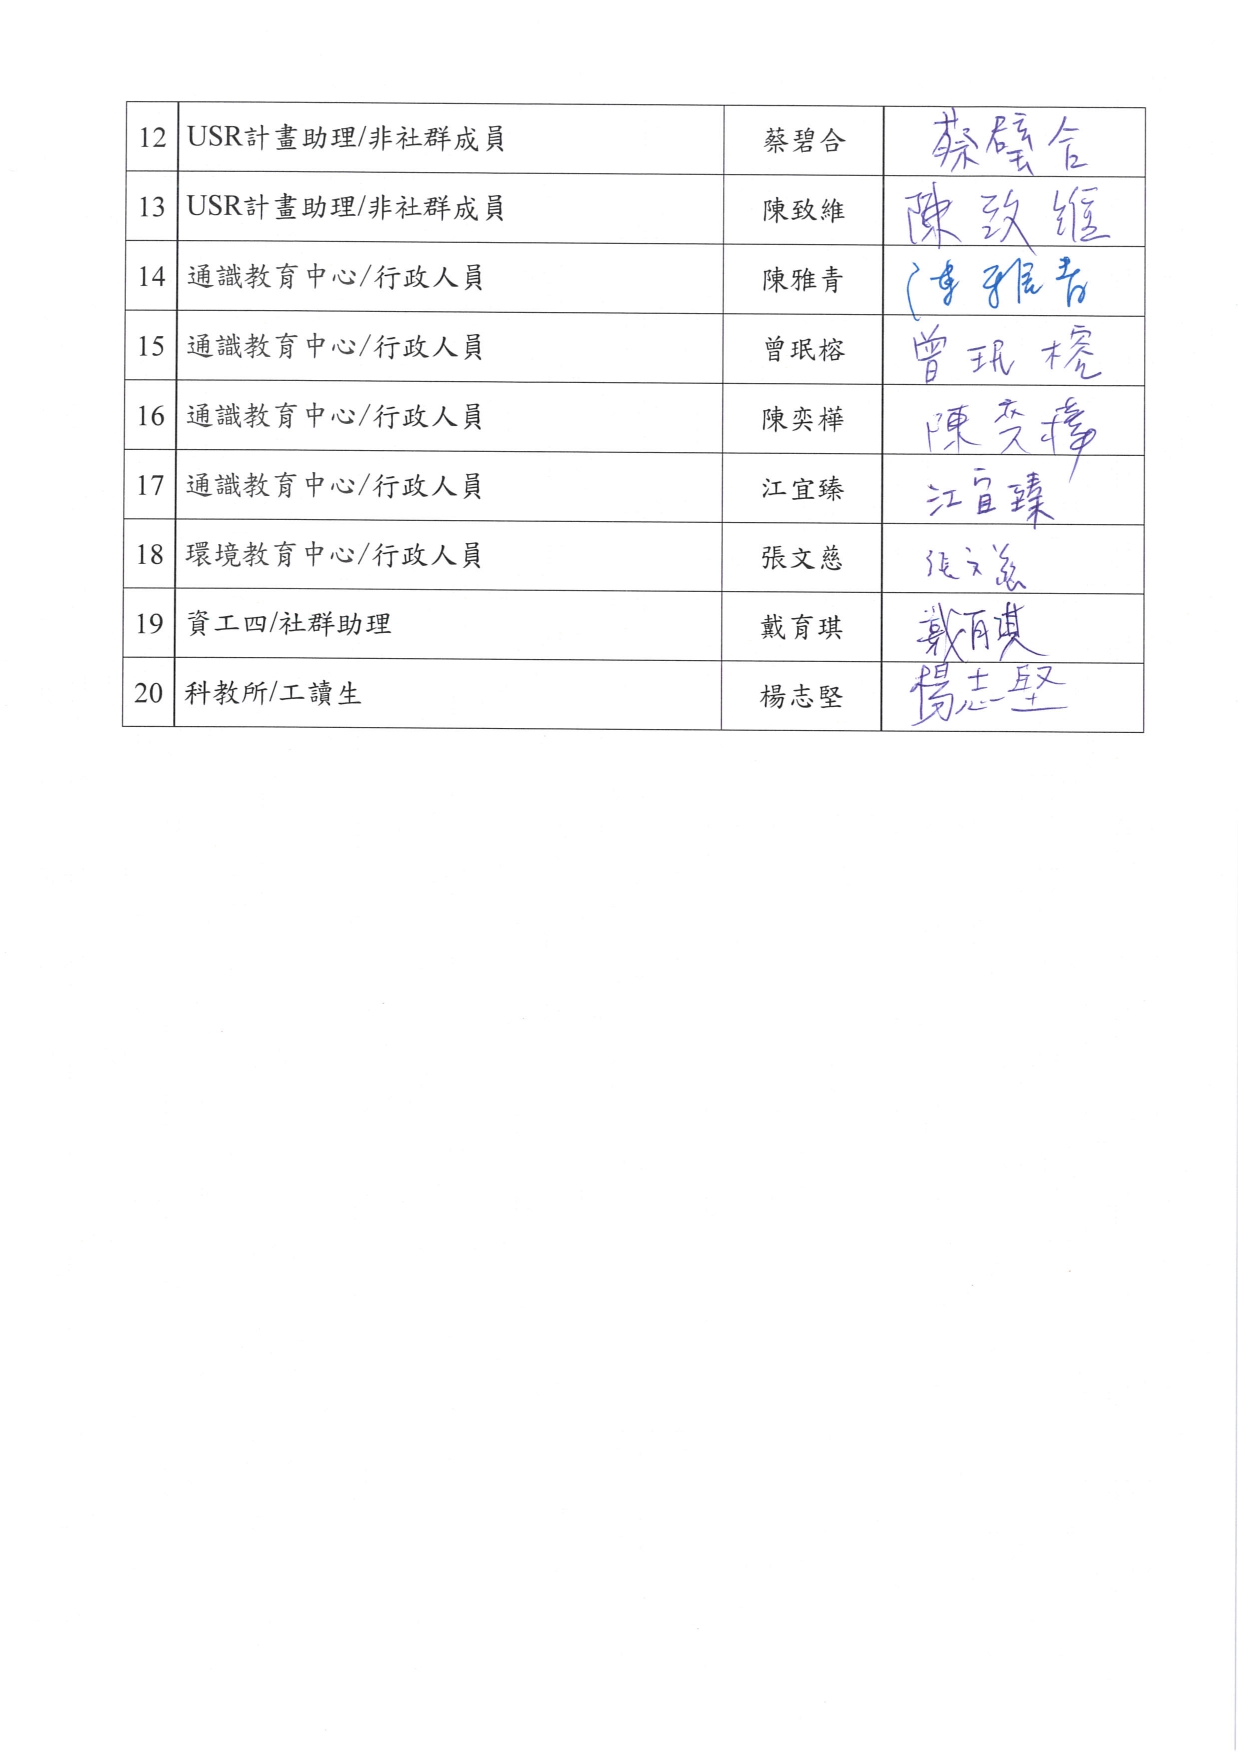 12 USR計畫助理/非社群成員 蔡碧合 蔡璧合
13 USR計畫助理/非社群成員 陳致維 陳致維
14 通識教育中心/行政人員 陳雅青 陳雅青
15 通識教育中心/行政人員 曾珉榕 曾珉榕
16 通識教育中心/行政人員 陳奕樺 陳奕樺
17 通識教育中心/行政人員 江宜臻 江宜臻
18 環境教育中心/行政人員 張文慈 張文慈
19 資工四/社群助理 戴育琪 戴育琪
20 科教所/工讀生 楊志堅 楊志堅